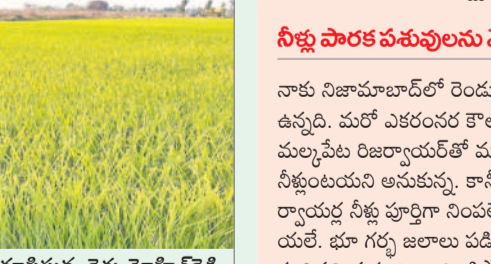 నీళ్లు పారక పశువులను
నాకు నిజామాబాద్‌లో రెండు
ఉన్నది. మరో ఎకరంనర కౌల
మల్కపేట రిజర్వాయర్‌తో మ
నీళ్లుంటయని అనుకున్న. కానీ
ర్వాయర్ల నీళ్లు పూర్తిగా నింపలే
యలే. భూ గర్భ జలాలు పడి